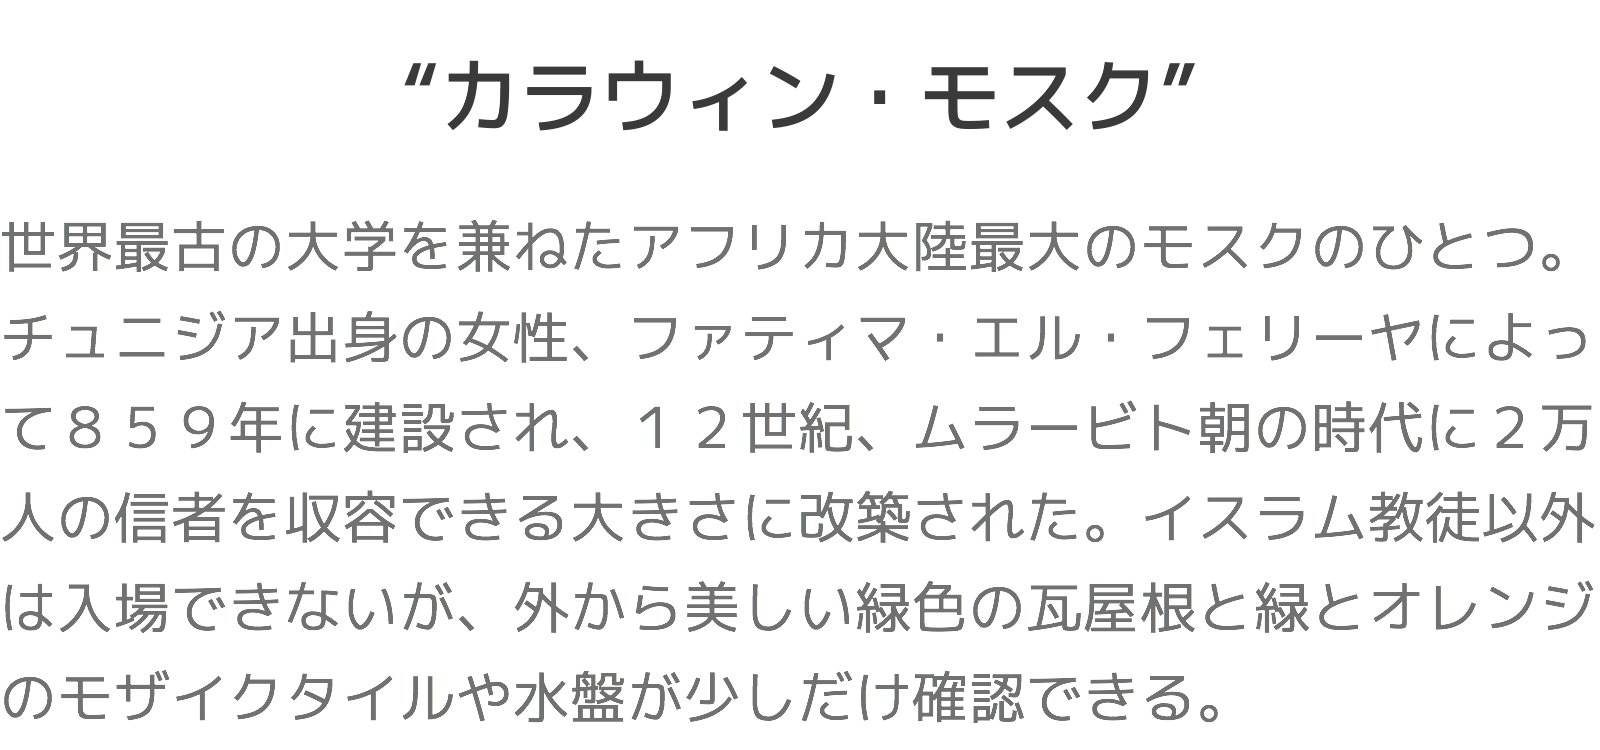 “カラウィン・モスク”
世界最古の大学を兼ねたアフリカ大陸最大のモスクのひとつ。
チュニジア出身の女性、ファティマ・エル・フェリーヤによっ
て８５９年に建設され、１２世紀、ムラービト朝の時代に２万
人の信者を収容できる大きさに改築された。イスラム教徒以外
は入場できないが、外から美しい緑色の瓦屋根と緑とオレンジ
のモザイクタイルや水盤が少しだけ確認できる。